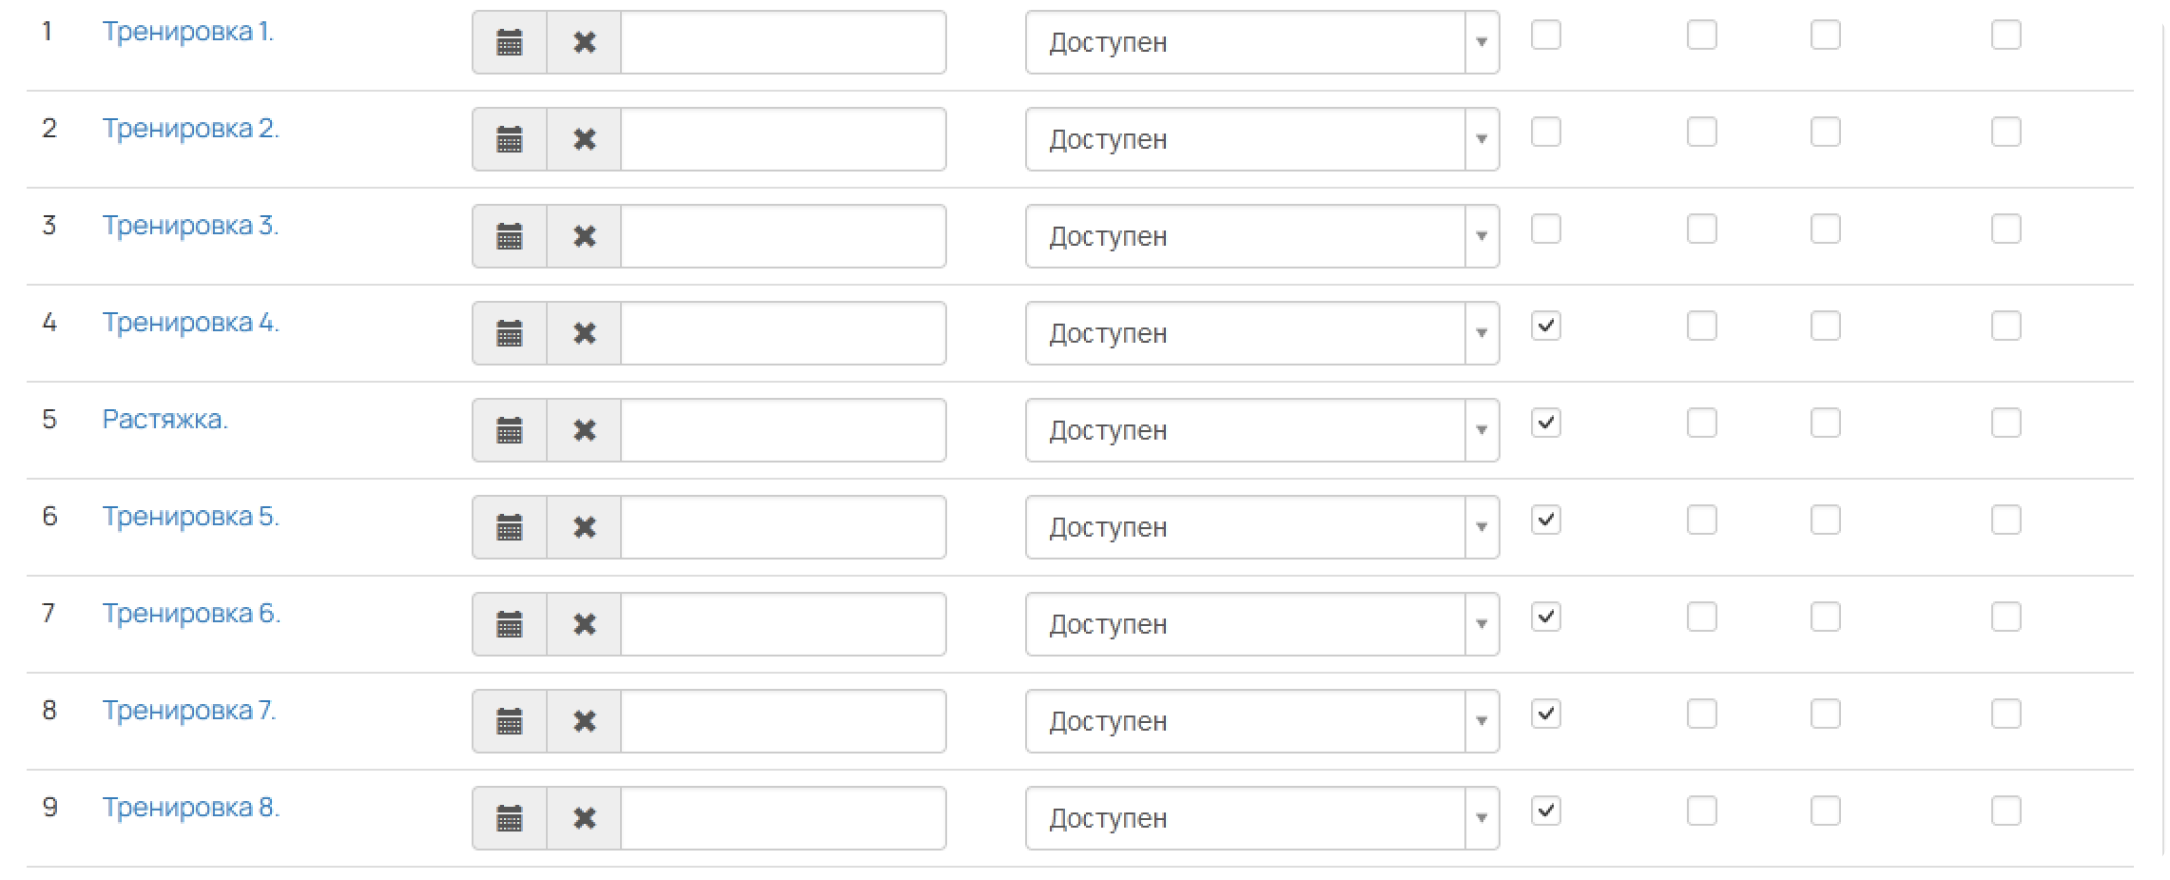 1 Тренировка 1. Доступен
2 Тренировка 2. Доступен
3 Тренировка 3. Доступен
4 Тренировка 4. Доступен
5 Растяжка. Доступен
6 Тренировка 5. Доступен
7 Тренировка 6. Доступен
8 Тренировка 7. Доступен
9 Тренировка 8. Доступен